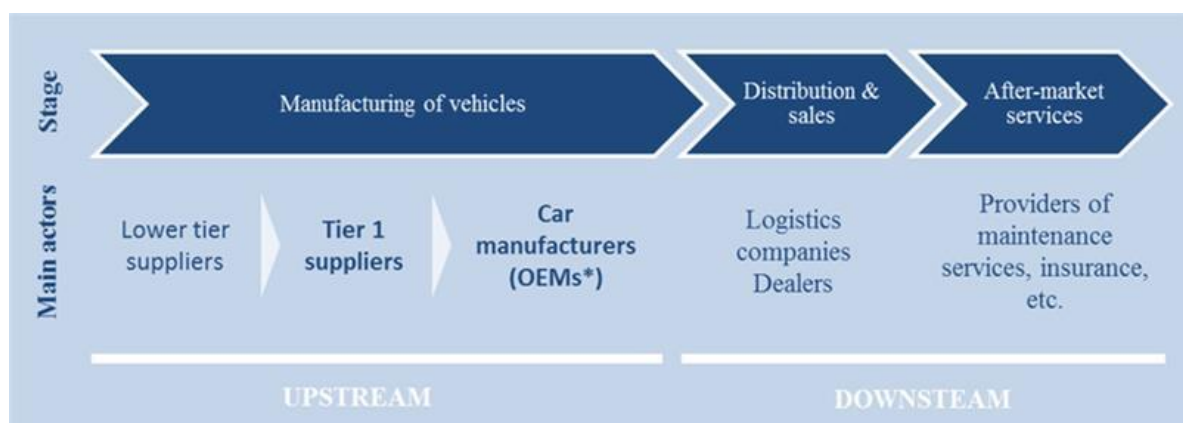 Stage
Manufacturing of vehicles
Distribution &
sales
After-market
services
Main actors
Lower tier
suppliers
Tier 1
suppliers
Car
manufacturers
(OEMs*)
Logistics
companies
Dealers
Providers of
maintenance
services, insurance,
etc.
UPSTREAM
DOWNSTEAM